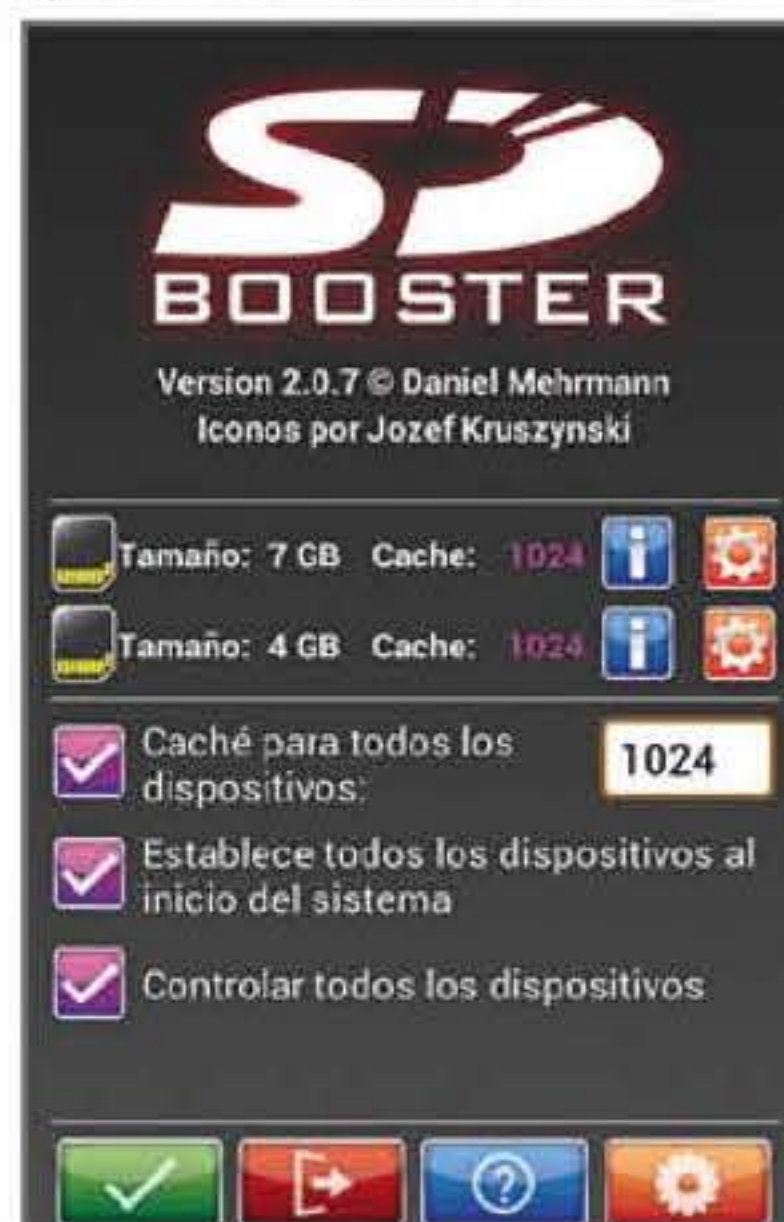 SD
BOOSTER
Version 2.0.7 © Daniel Mehrmann
Iconos por Jozef Kruszynski
Tamaño: 7 GB Cache: 1024
Tamaño: 4 GB Cache: 1024
Caché para todos los
dispositivos: 1024
Establece todos los dispositivos al
inicio del sistema
Controlar todos los dispositivos